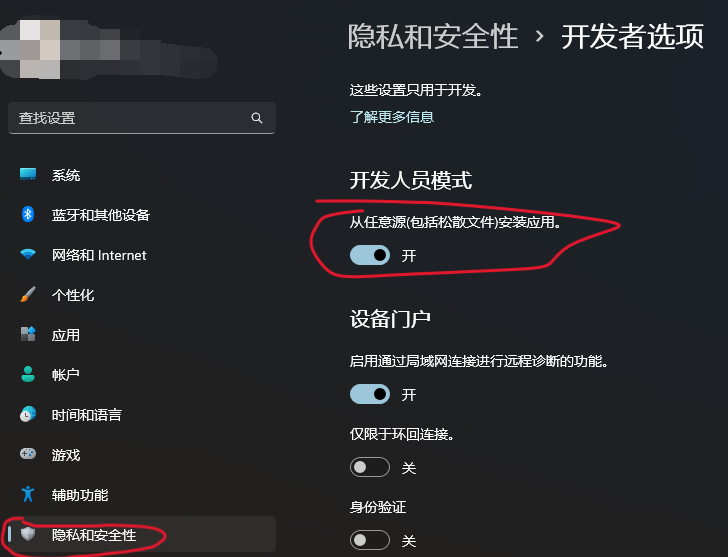 隐私和安全性 › 开发者选项
这些设置只用于开发。
了解更多信息
查找设置
系统
蓝牙和其他设备
网络和 Internet
个性化
应用
帐户
时间和语言
游戏
辅助功能
隐私和安全性
开发人员模式
从任意源(包括松散文件)安装应用。
开
设备门户
启用通过局域网连接进行远程诊断的功能。
开
仅限于环回连接。
关
身份验证
关